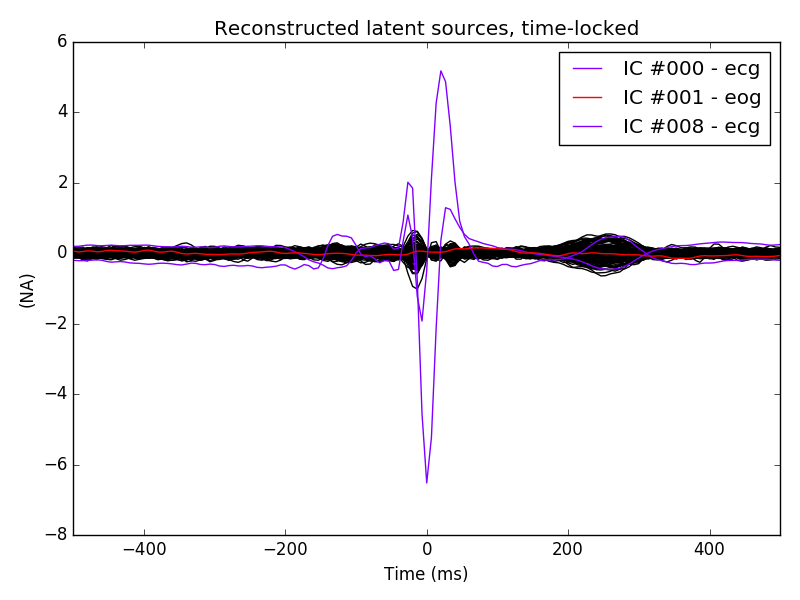 Reconstructed latent sources, time-locked
IC #000 - ecg
IC #001 - eog
IC #008 - ecg
6
4
2
0
−2
−4
−6
−8
(NA)
−400
−200
0
200
400
Time (ms)